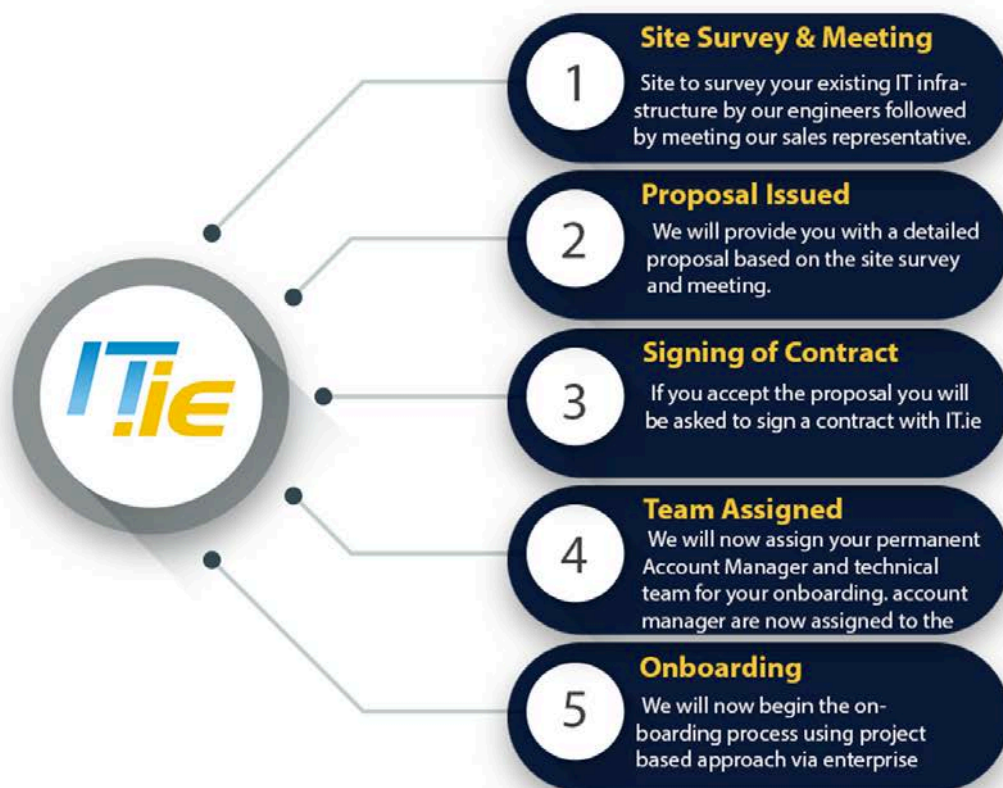 IT.ie
1
Site Survey & Meeting
Site to survey your existing IT infra-
structure by our engineers followed
by meeting our sales representative.
2
Proposal Issued
We will provide you with a detailed
proposal based on the site survey
and meeting.
3
Signing of Contract
If you accept the proposal you will
be asked to sign a contract with IT.ie
4
Team Assigned
We will now assign your permanent
Account Manager and technical
team for your onboarding. account
manager are now assigned to the
5
Onboarding
We will now begin the on-
boarding process using project
based approach via enterprise